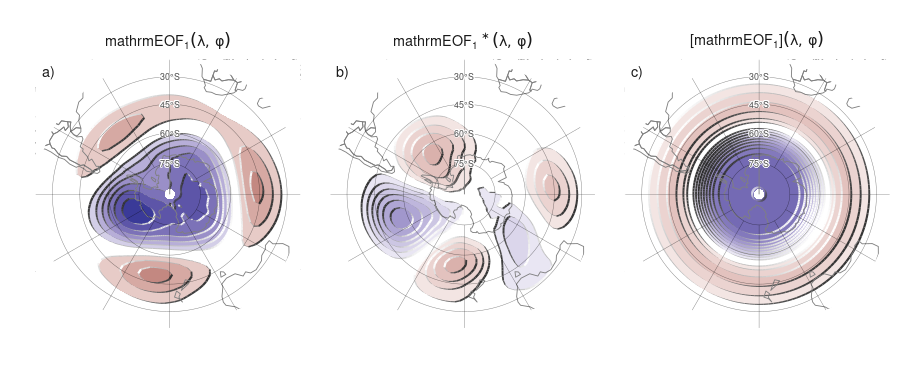 mathrmEOF₁(λ, φ)
mathrmEOF₁ * (λ, φ)
[mathrmEOF₁](λ, φ)
a)
30°S
45°S
60°S
75°S
b)
30°S
45°S
60°S
75°S
c)
30°S
45°S
60°S
75°S